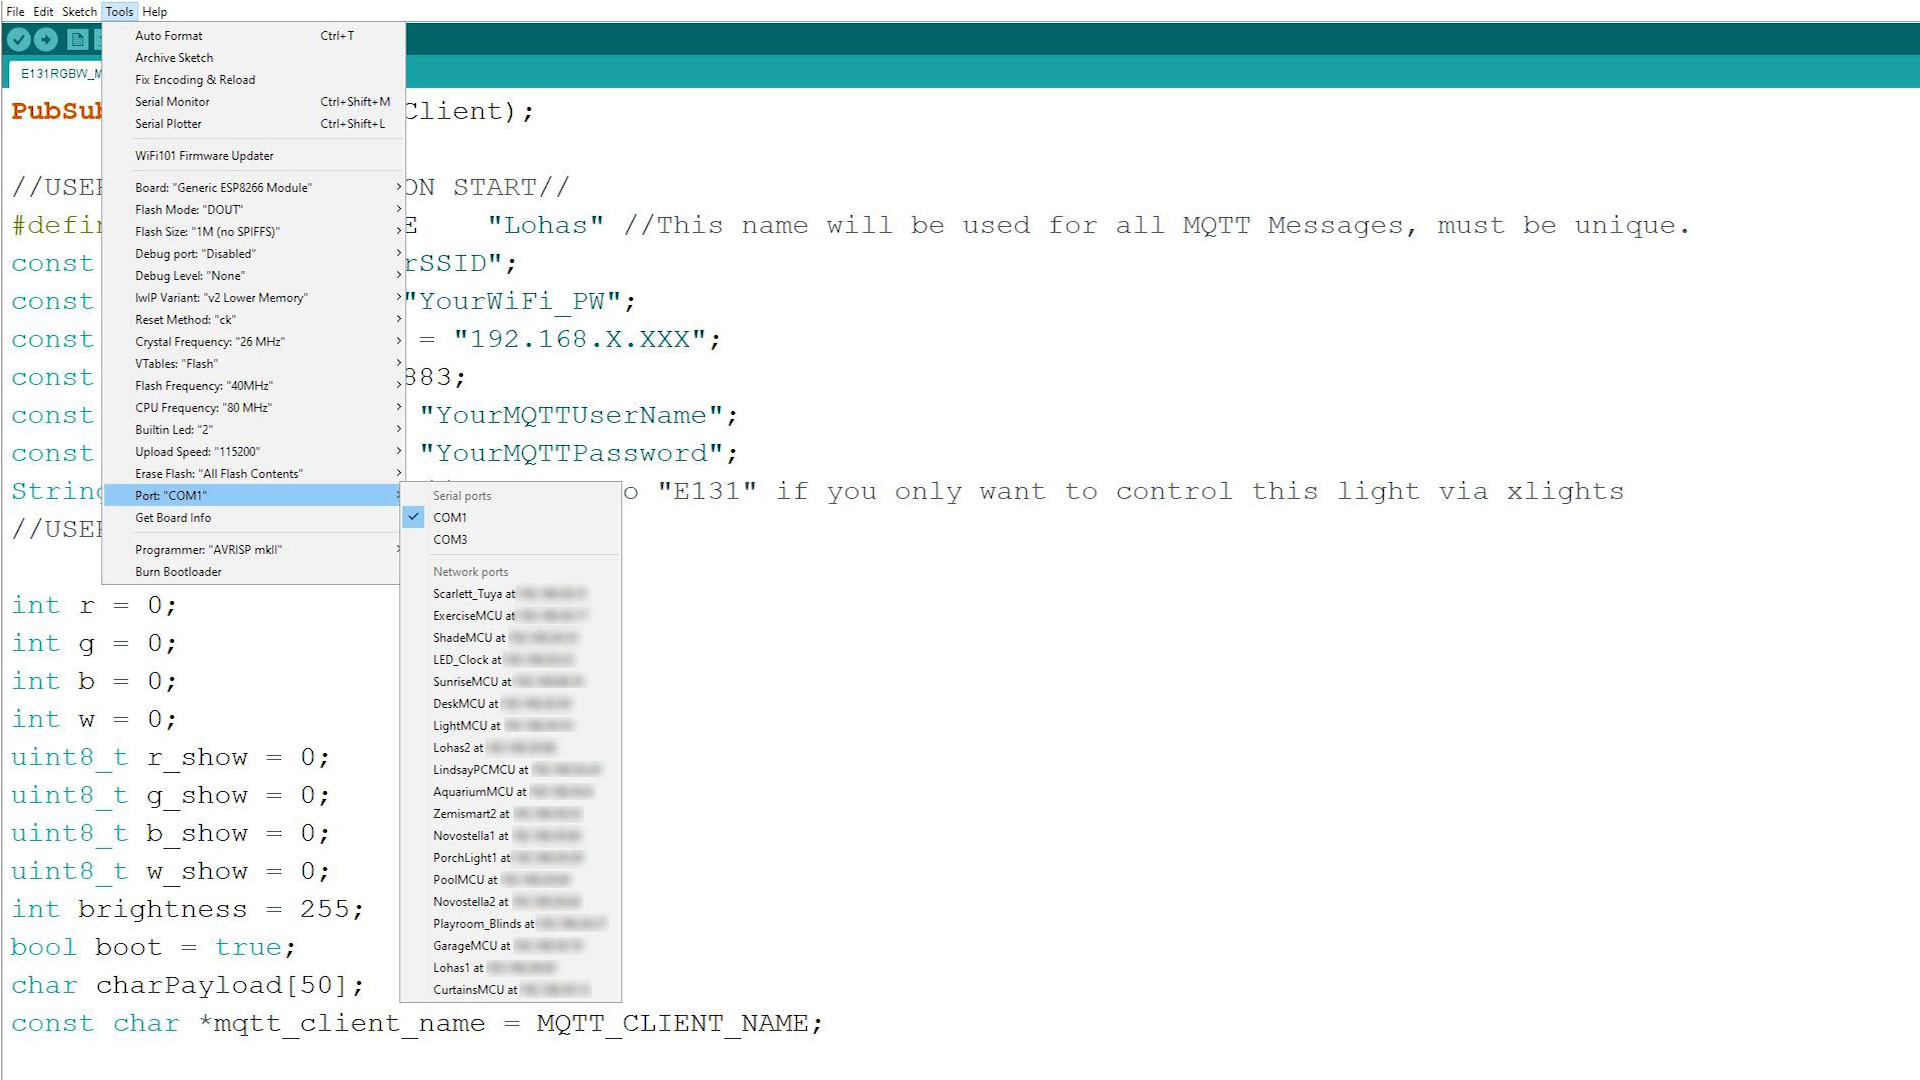 File Edit Sketch Tools Help
E131RGBW_M
Auto Format Ctrl+T
Archive Sketch
Fix Encoding & Reload
Serial Monitor Ctrl+Shift+M
Serial Plotter Ctrl+Shift+L
WiFi101 Firmware Updater
Board: "Generic ESP8266 Module"
Flash Mode: "DOUT"
Flash Size: "1M (no SPIFFS)"
Debug port: "Disabled"
Debug Level: "None"
lwIP Variant: "v2 Lower Memory"
Reset Method: "ck"
Crystal Frequency: "26 MHz"
VTables: "Flash"
Flash Frequency: "40MHz"
CPU Frequency: "80 MHz"
Builtin Led: "2"
Upload Speed: "115200"
Erase Flash: "All Flash Contents"
Port: "COM1"
Get Board Info
Programmer: "AVRISP mkII"
Burn Bootloader
Serial ports
COM1
COM3
Network ports
Scarlett_Tuya at
ExerciseMCU at
ShadeMCU at
LED_Clock at
SunriseMCU at
DeskMCU at
LightMCU at
Lohas2 at
LindsayPCMCU at
AquariumMCU at
Zemismart2 at
Novostella1 at
PorchLight1 at
PoolMCU at
Novostella2 at
Playroom_Blinds at
GarageMCU at
Lohas1 at
CurtainsMCU at
PubSub Client);
//USER ON START//
#defin E "Lohas" //This name will be used for all MQTT Messages, must be unique.
const rSSID";
const "YourWiFi_PW";
const = "192.168.X.XXX";
const 883;
const "YourMQTTUserName";
const "YourMQTTPassword";
String o "E131" if you only want to control this light via xlights
//USER
int r = 0;
int g = 0;
int b = 0;
int w = 0;
uint8_t r_show = 0;
uint8_t g_show = 0;
uint8_t b_show = 0;
uint8_t w_show = 0;
int brightness = 255;
bool boot = true;
char charPayload[50];
const char *mqtt_client_name = MQTT_CLIENT_NAME;